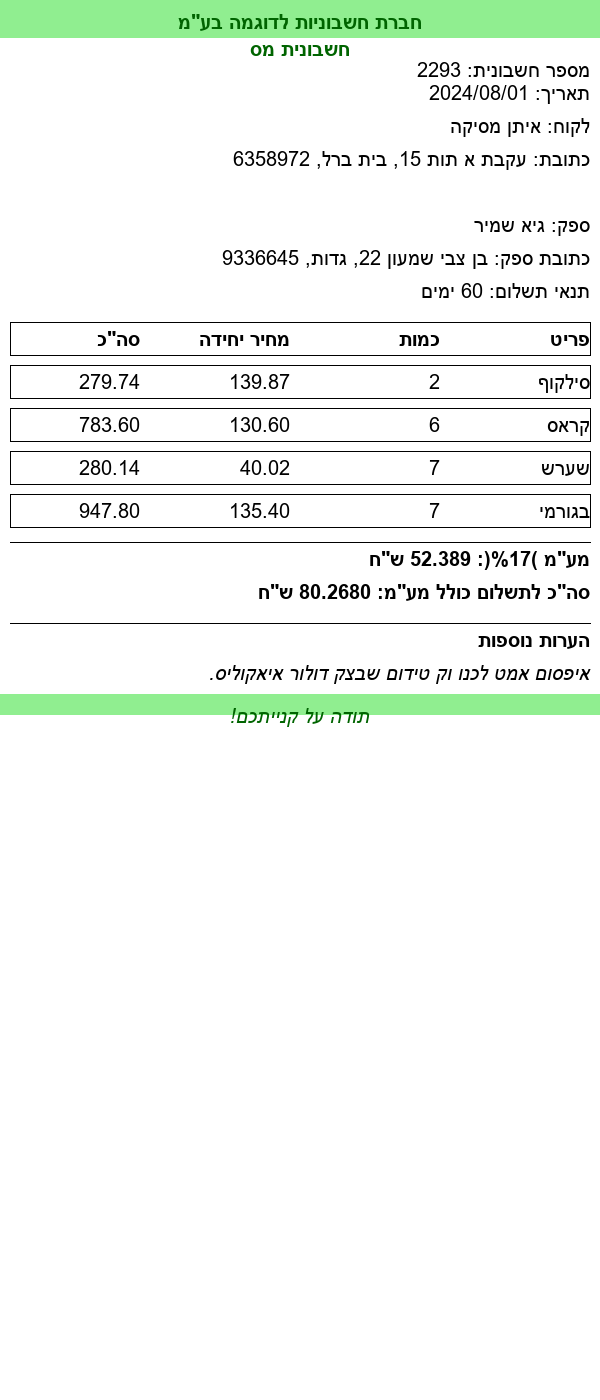 חברת חשבוניות לדוגמה בע"מ
חשבונית מס
מספר חשבונית: 2293
תאריך: 2024/08/01
לקוח: איתן מסיקה
כתובת: עקבת א תות 15, בית ברל, 6358972
ספק: גיא שמיר
כתובת ספק: בן צבי שמעון 22, גדות, 9336645
תנאי תשלום: 60 ימים
פריט כמות מחיר יחידה סה"כ
סילקוף 2 139.87 279.74
קראס 6 130.60 783.60
שערש 7 40.02 280.14
בגורמי 7 135.40 947.80
מע"מ )17%(: 52.389 ש"ח
סה"כ לתשלום כולל מע"מ: 80.2680 ש"ח
הערות נוספות
איפסום אמט לכנו וק טידום שבצק דולור איאקוליס.
תודה על קנייתכם!